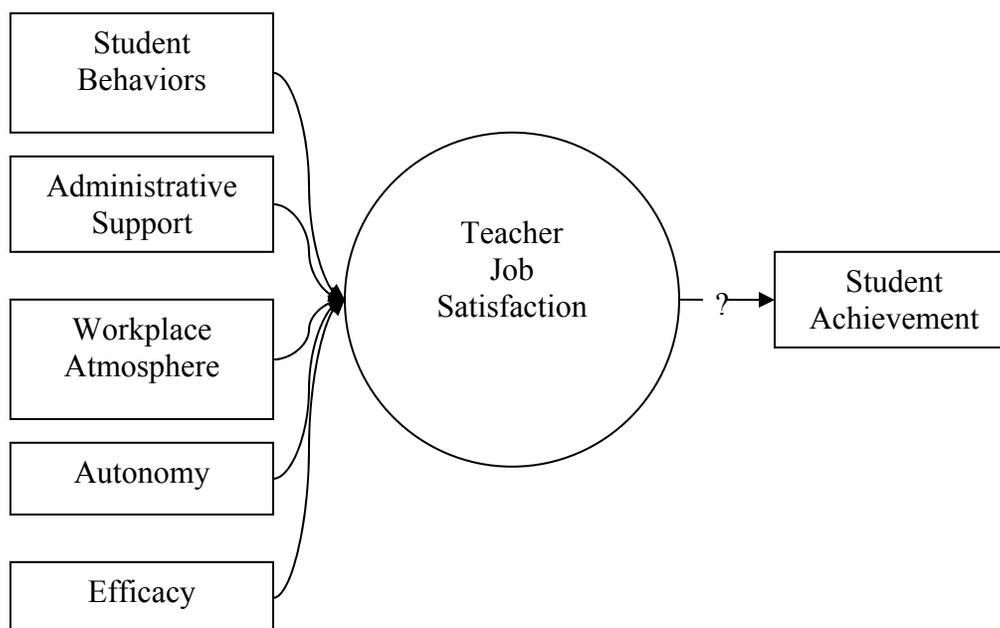 Student
Behaviors
Administrative
Support
Workplace
Atmosphere
Autonomy
Efficacy
Teacher
Job
Satisfaction
?
Student
Achievement